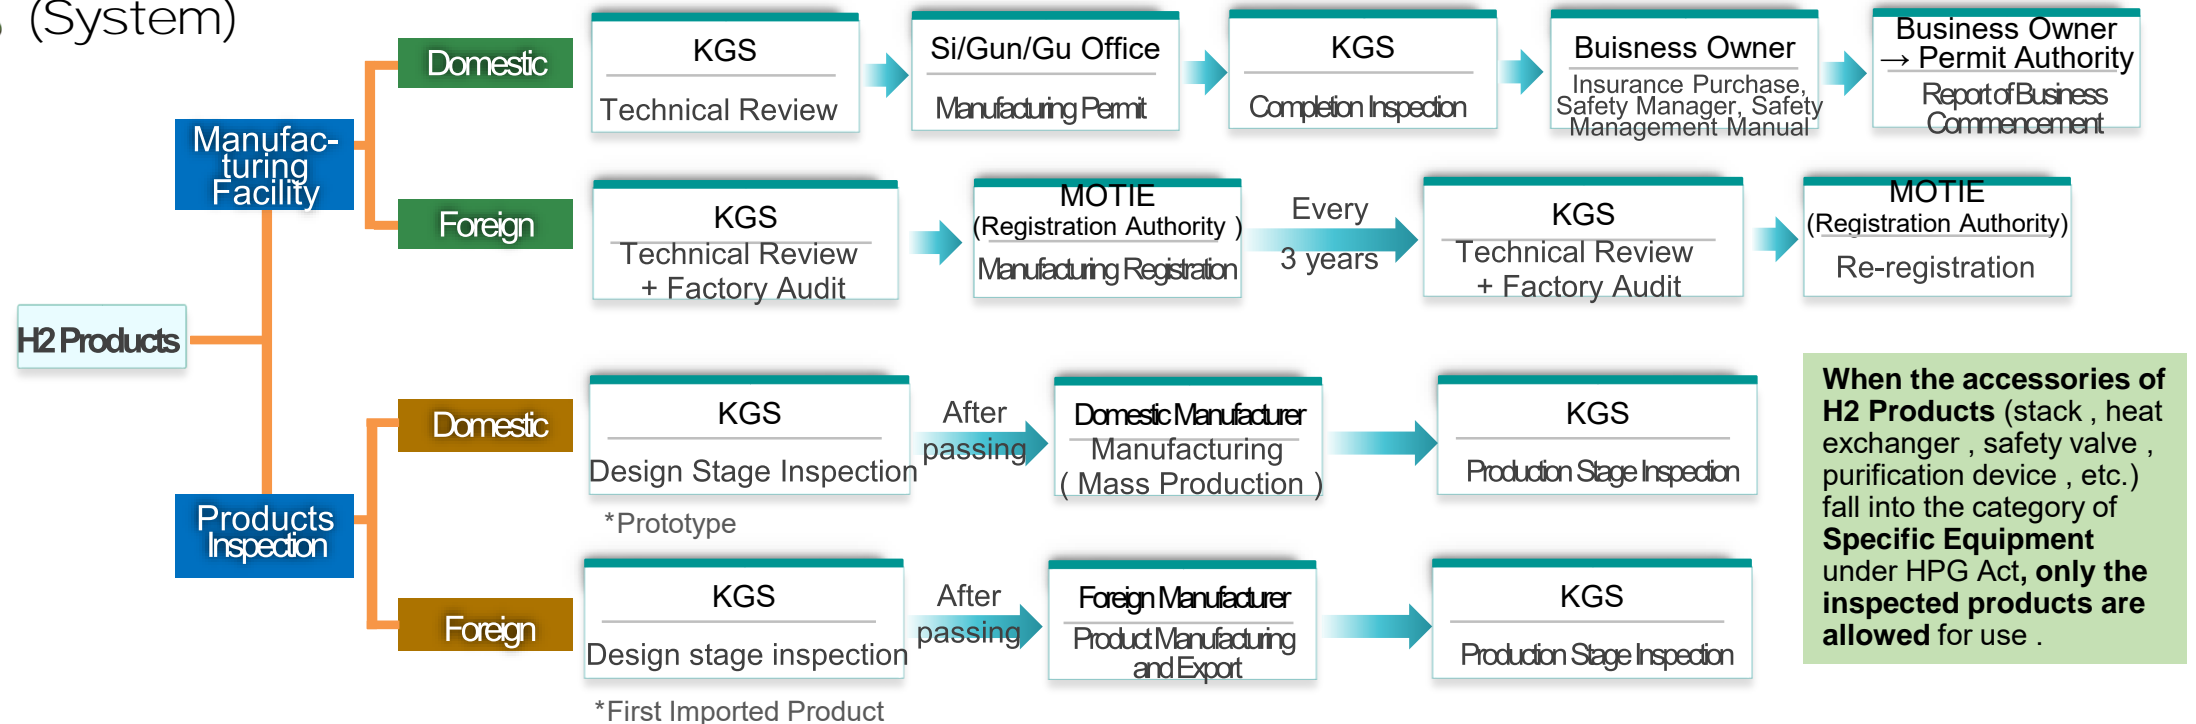 (System)
Domestic
KGS
Technical Review
Si/Gun/Gu Office
Manufacturing Permit
KGS
Completion Inspection
Buisness Owner
Insurance Purchase,
Safety Manager, Safety
Management Manual
Business Owner
→ Permit Authority
Report of Business
Commencement
Manufac-
turing
Facility
Foreign
KGS
Technical Review
+ Factory Audit
MOTIE
(Registration Authority )
Manufacturing Registration
Every
3 years
KGS
Technical Review
+ Factory Audit
MOTIE
(Registration Authority)
Re-registration
H2 Products
Domestic
KGS
Design Stage Inspection
*Prototype
After
passing
Domestic Manufacturer
Manufacturing
( Mass Production )
KGS
Production Stage Inspection
Products
Inspection
Foreign
KGS
Design stage inspection
*First Imported Product
After
passing
Foreign Manufacturer
Product Manufacturing
and Export
KGS
Production Stage Inspection
When the accessories of
H2 Products (stack , heat
exchanger , safety valve ,
purification device , etc.)
fall into the category of
Specific Equipment
under HPG Act, only the
inspected products are
allowed for use .